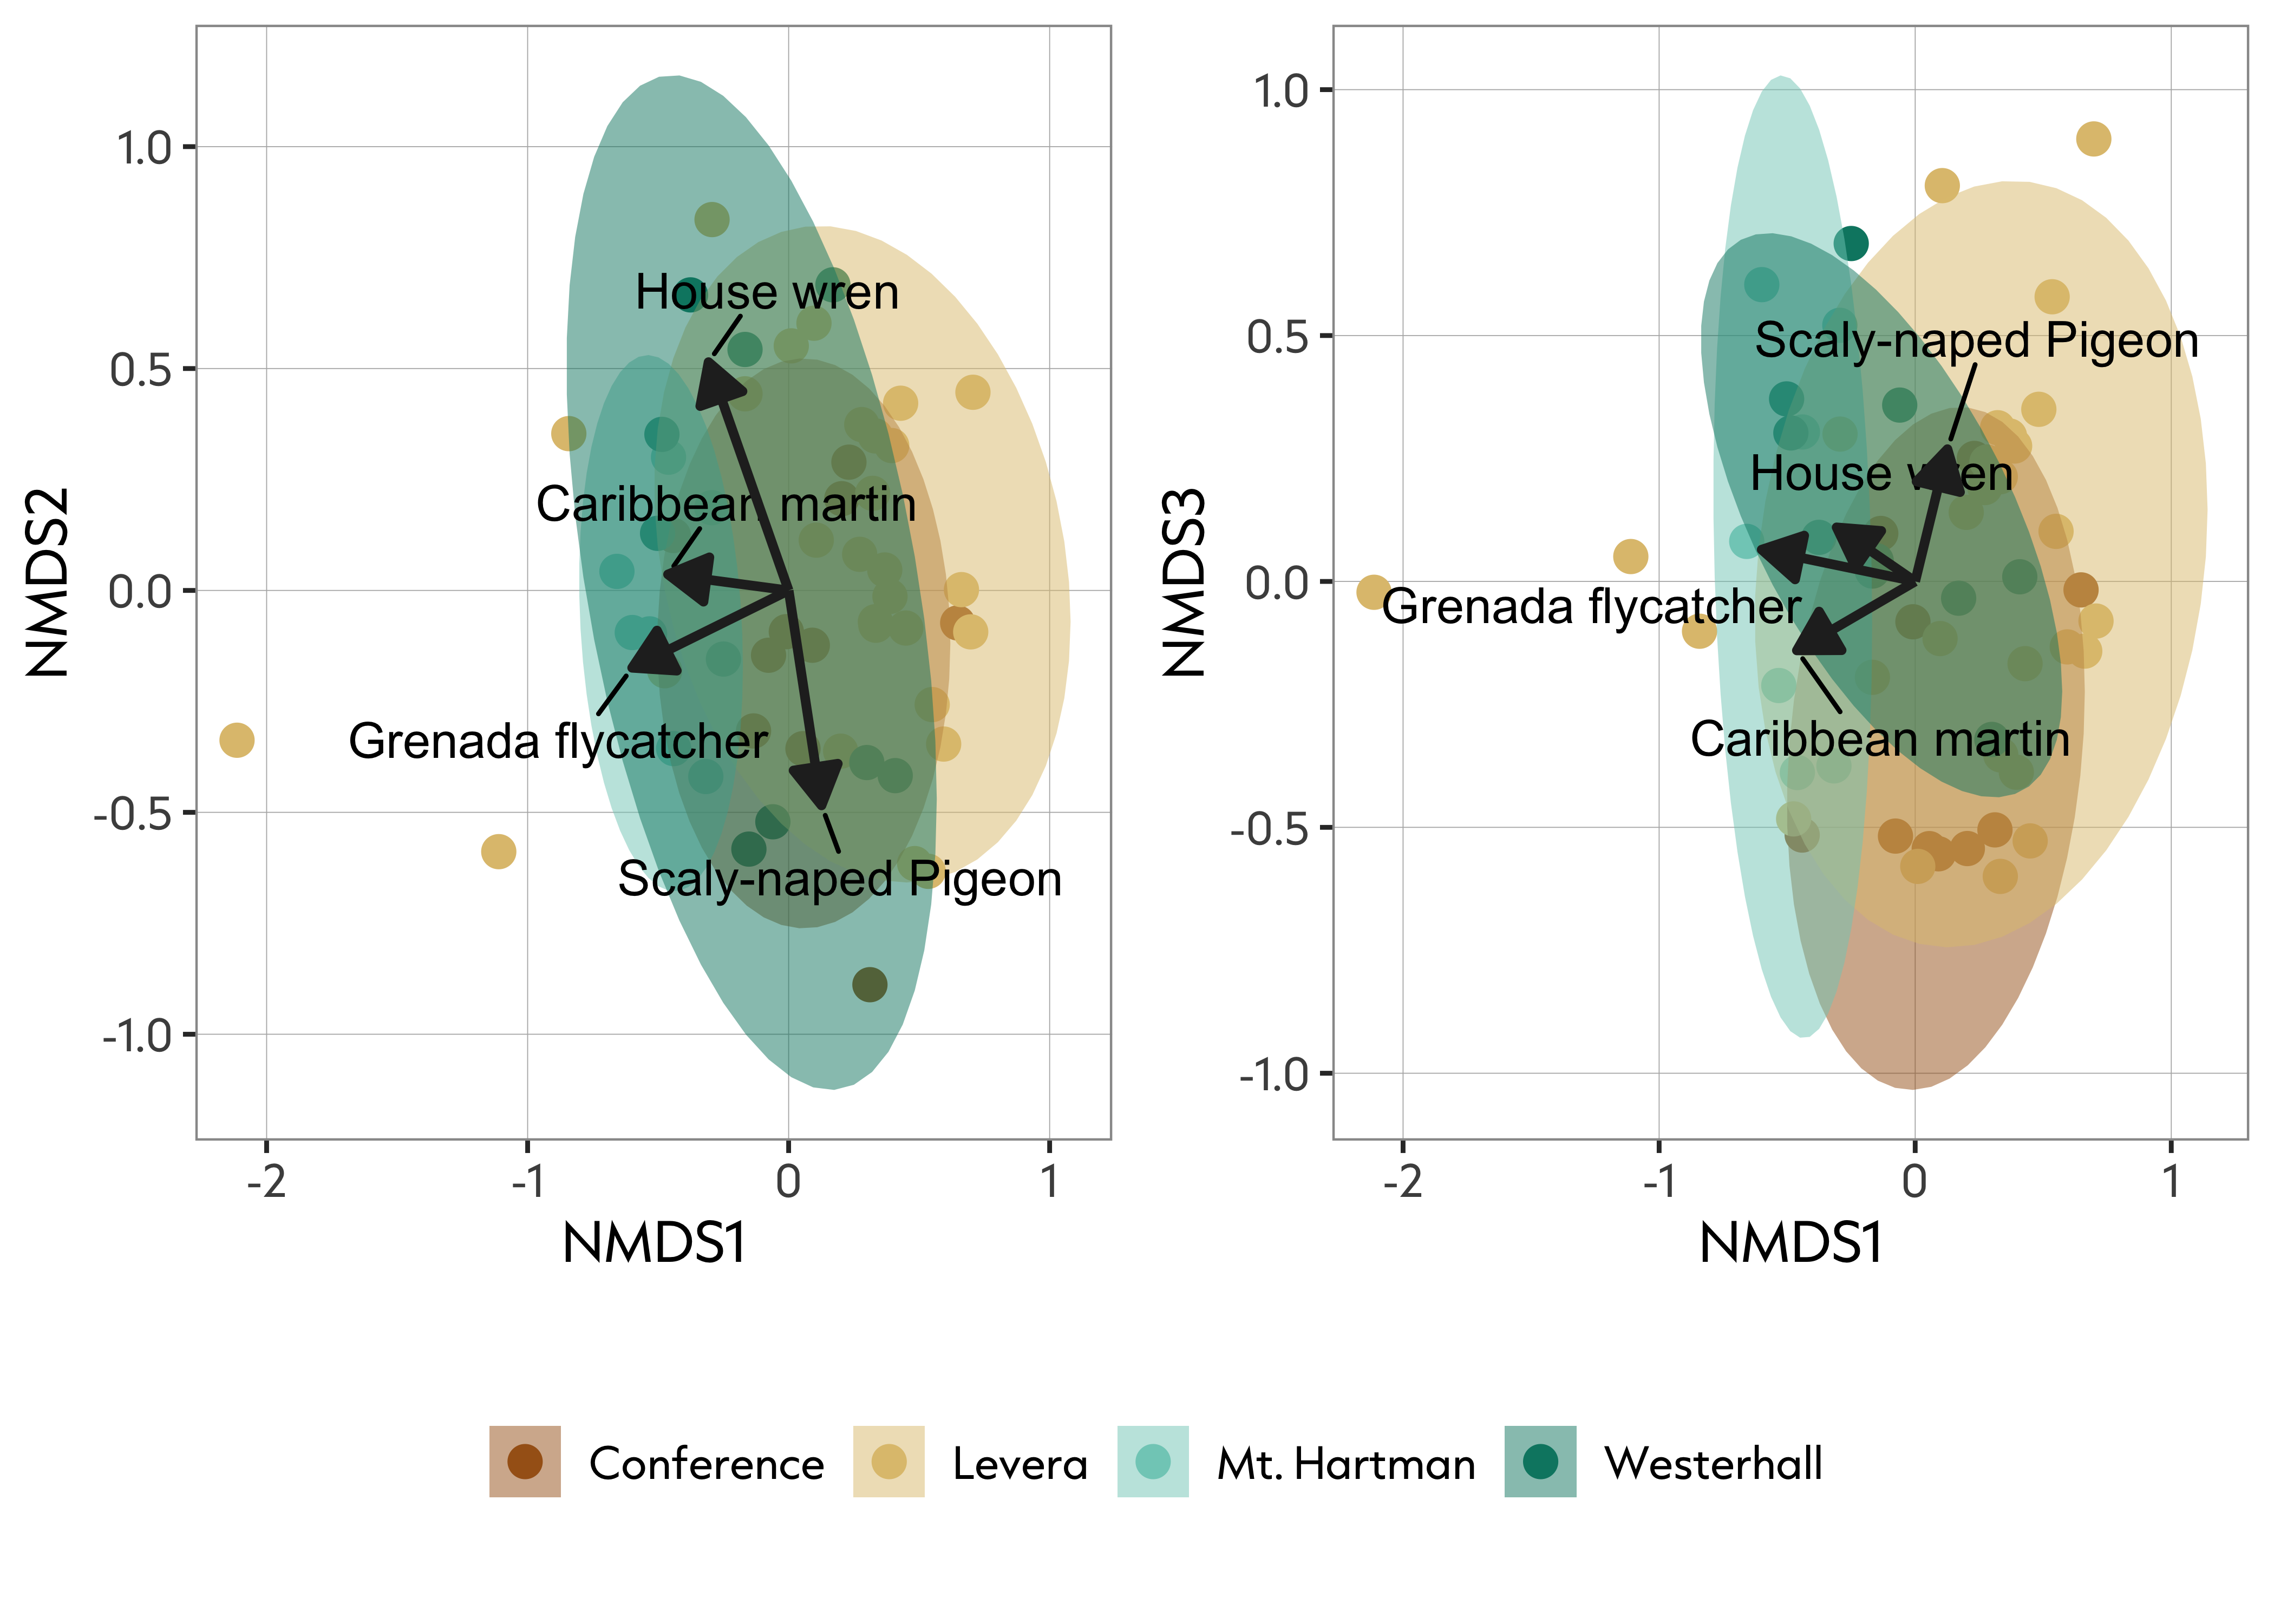 1.0
0.5
0.0
-0.5
-1.0
NMDS2
House wren
Caribbean martin
Grenada flycatcher
Scaly-naped Pigeon
-2
-1
0
1
NMDS1
1.0
0.5
0.0
-0.5
-1.0
NMDS3
Scaly-naped Pigeon
House wren
Grenada flycatcher
Caribbean martin
-2
-1
0
1
NMDS1
Conference Levera Mt. Hartman Westerhall